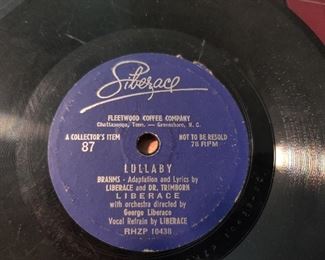 Liberace
FLEETWOOD COFFEE COMPANY
Chattanooga, Tenn. — Greensboro, N. C.
A COLLECTOR'S ITEM NOT TO BE RESOLD
87 78 RPM
LULLABY
BRAHMS - Adaptation and Lyrics by
LIBERACE and DR. TRIMBORN
LIBERACE
with orchestra directed by
George Liberace
Vocal Refrain by LIBERACE
RHZP 10438